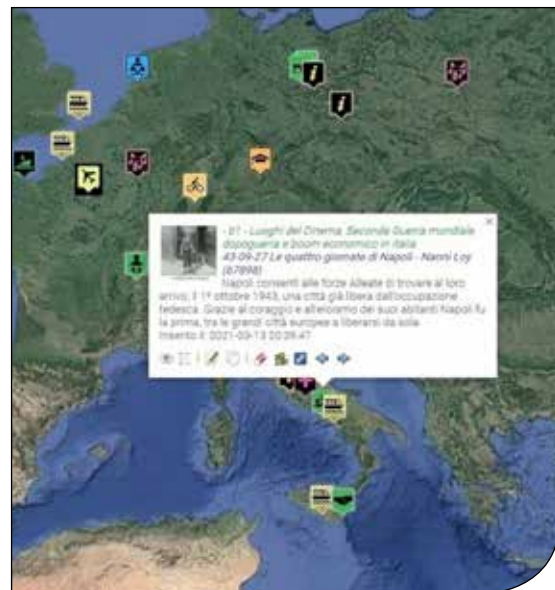 - 61 - Luoghi del Cinema. Seconda Guerra mondiale
dopoguerra e boom economico in Italia
43-09-27 Le quattro giornate di Napoli - Nanni Loy
(67898)
Napoli consentì alle forze Alleate di trovare al loro
arrivo, il 1º ottobre 1943, una città già libera dall'occupazione
tedesca. Grazie al coraggio e all'eroismo dei suoi abitanti Napoli fu
la prima, tra le grandi città europee a liberarsi da sola.
Inserito il: 2021-03-13 20:39:47